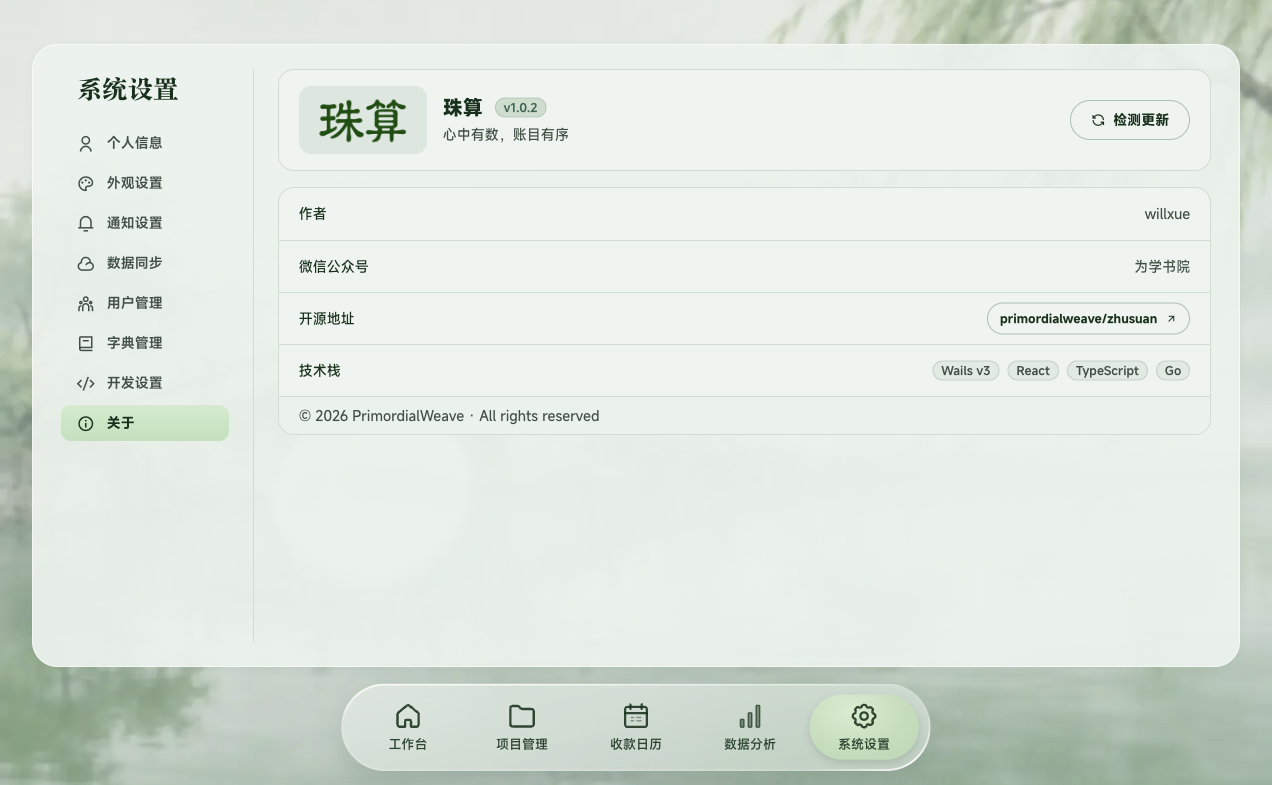 系统设置
个人信息
外观设置
通知设置
数据同步
用户管理
字典管理
开发设置
关于
珠算
珠算 v1.0.2
心中有数，账目有序
检测更新
作者 willxue
微信公众号 为学书院
开源地址 primordialweave/zhusuan
技术栈 Wails v3 React TypeScript Go
© 2026 PrimordialWeave · All rights reserved
工作台 项目管理 收款日历 数据分析 系统设置